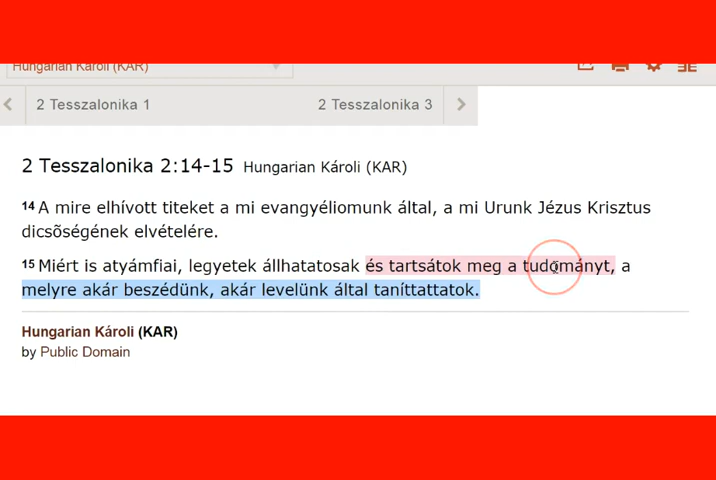 Hungarian Károli (KAR)
2 Tesszalonika 1
2 Tesszalonika 3
2 Tesszalonika 2:14-15 Hungarian Károli (KAR)
14 A mire elhívott titeket a mi evangyéliomunk által, a mi Urunk Jézus Krisztus
dicsõségének elvételére.
15 Miért is atyámfiai, legyetek állhatatosak és tartsátok meg a tudományt, a
melyre akár beszédünk, akár levelünk által taníttattatok.
Hungarian Károli (KAR)
by Public Domain